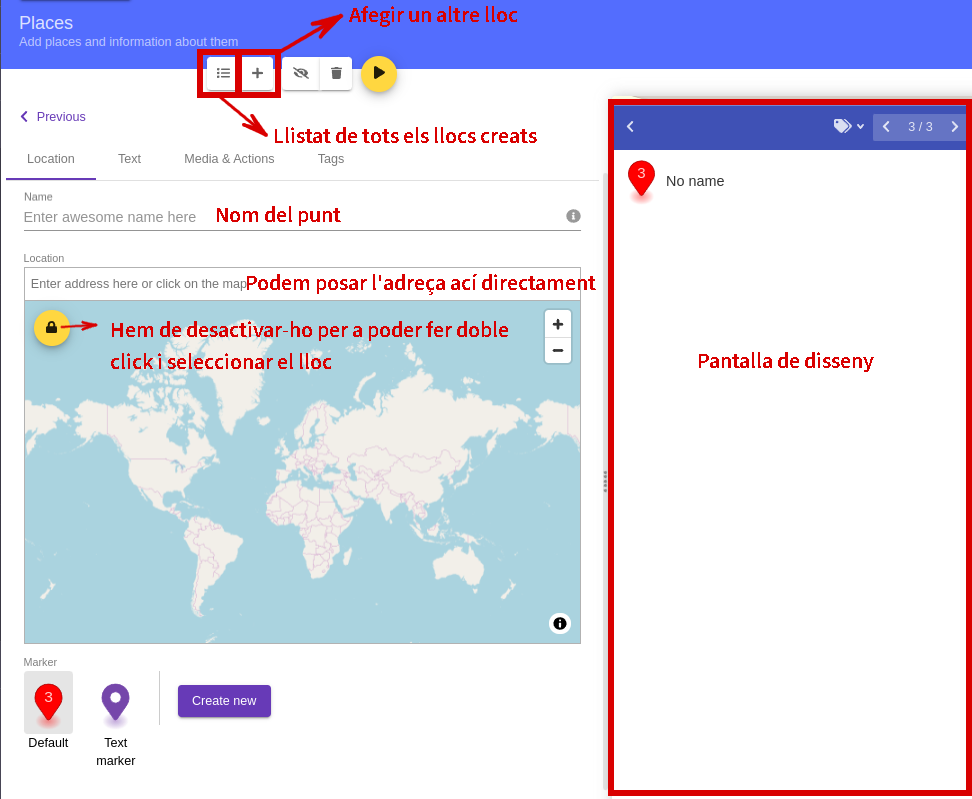 Afegir un altre lloc
Places
Add places and information about them
Previous
Llistat de tots els llocs creats
Location Text Media & Actions Tags
Name
Enter awesome name here
Nom del punt
Location
Enter address here or click on the map
Podem posar l'adreça ací directament
Hem de desactivar-ho per a poder fer doble
click i seleccionar el lloc
Marker
3
Default
Text
marker
Create new
3 / 3
3 No name
Pantalla de disseny